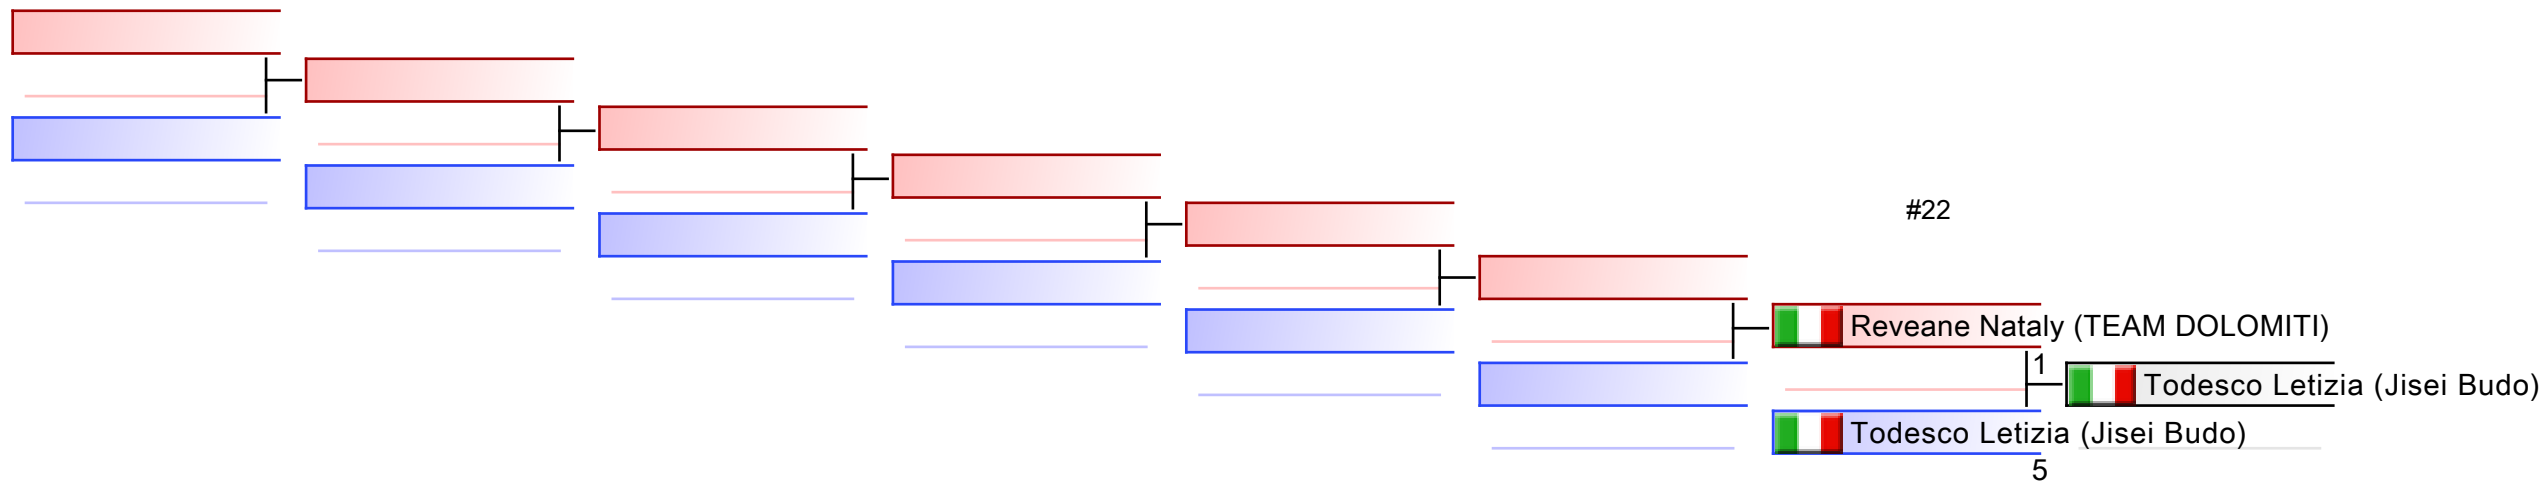 #22
Reveane Nataly (TEAM DOLOMITI)
1
Todesco Letizia (Jisei Budo)
Todesco Letizia (Jisei Budo)
5